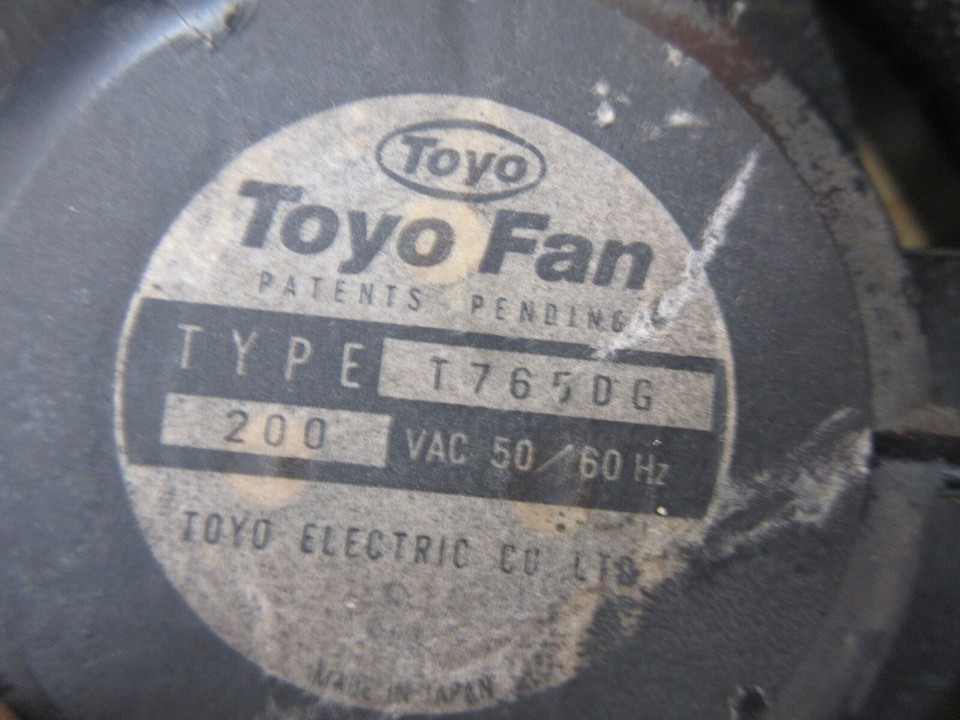 Toyo
Toyo Fan
PATENTS PENDING
TYPE T765DG
200 VAC 50/60 Hz
TOYO ELECTRIC CO LTD
MADE IN JAPAN